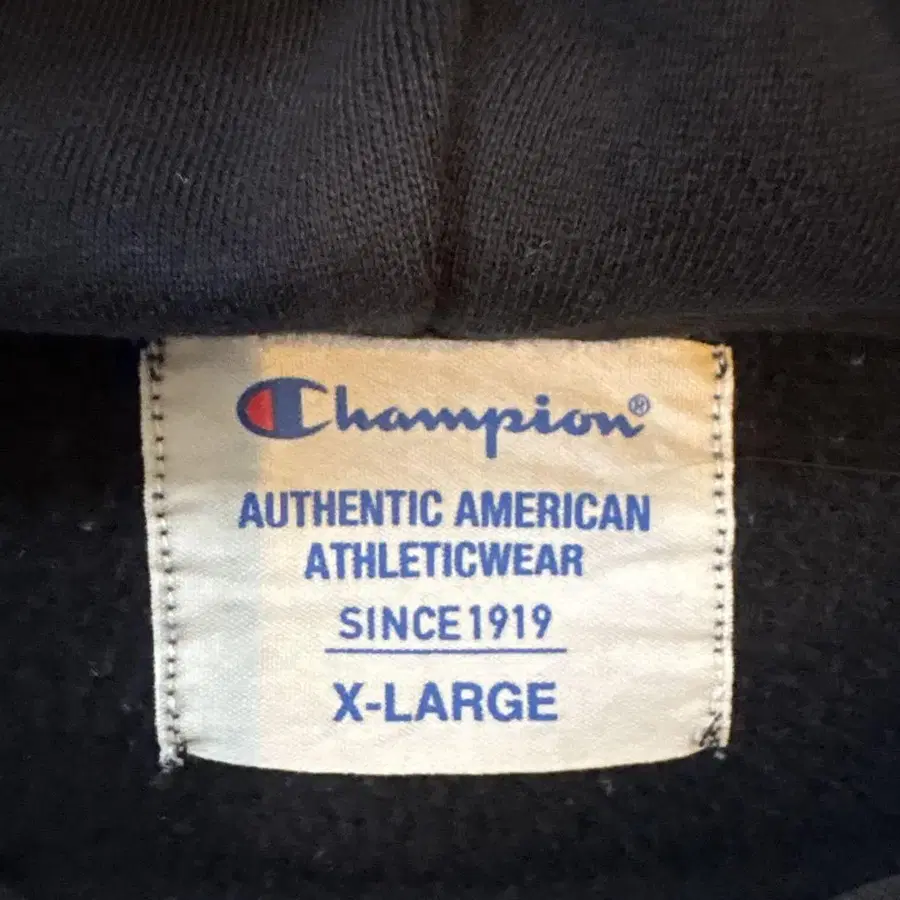 Champion®
AUTHENTIC AMERICAN
ATHLETICWEAR
SINCE 1919
X-LARGE